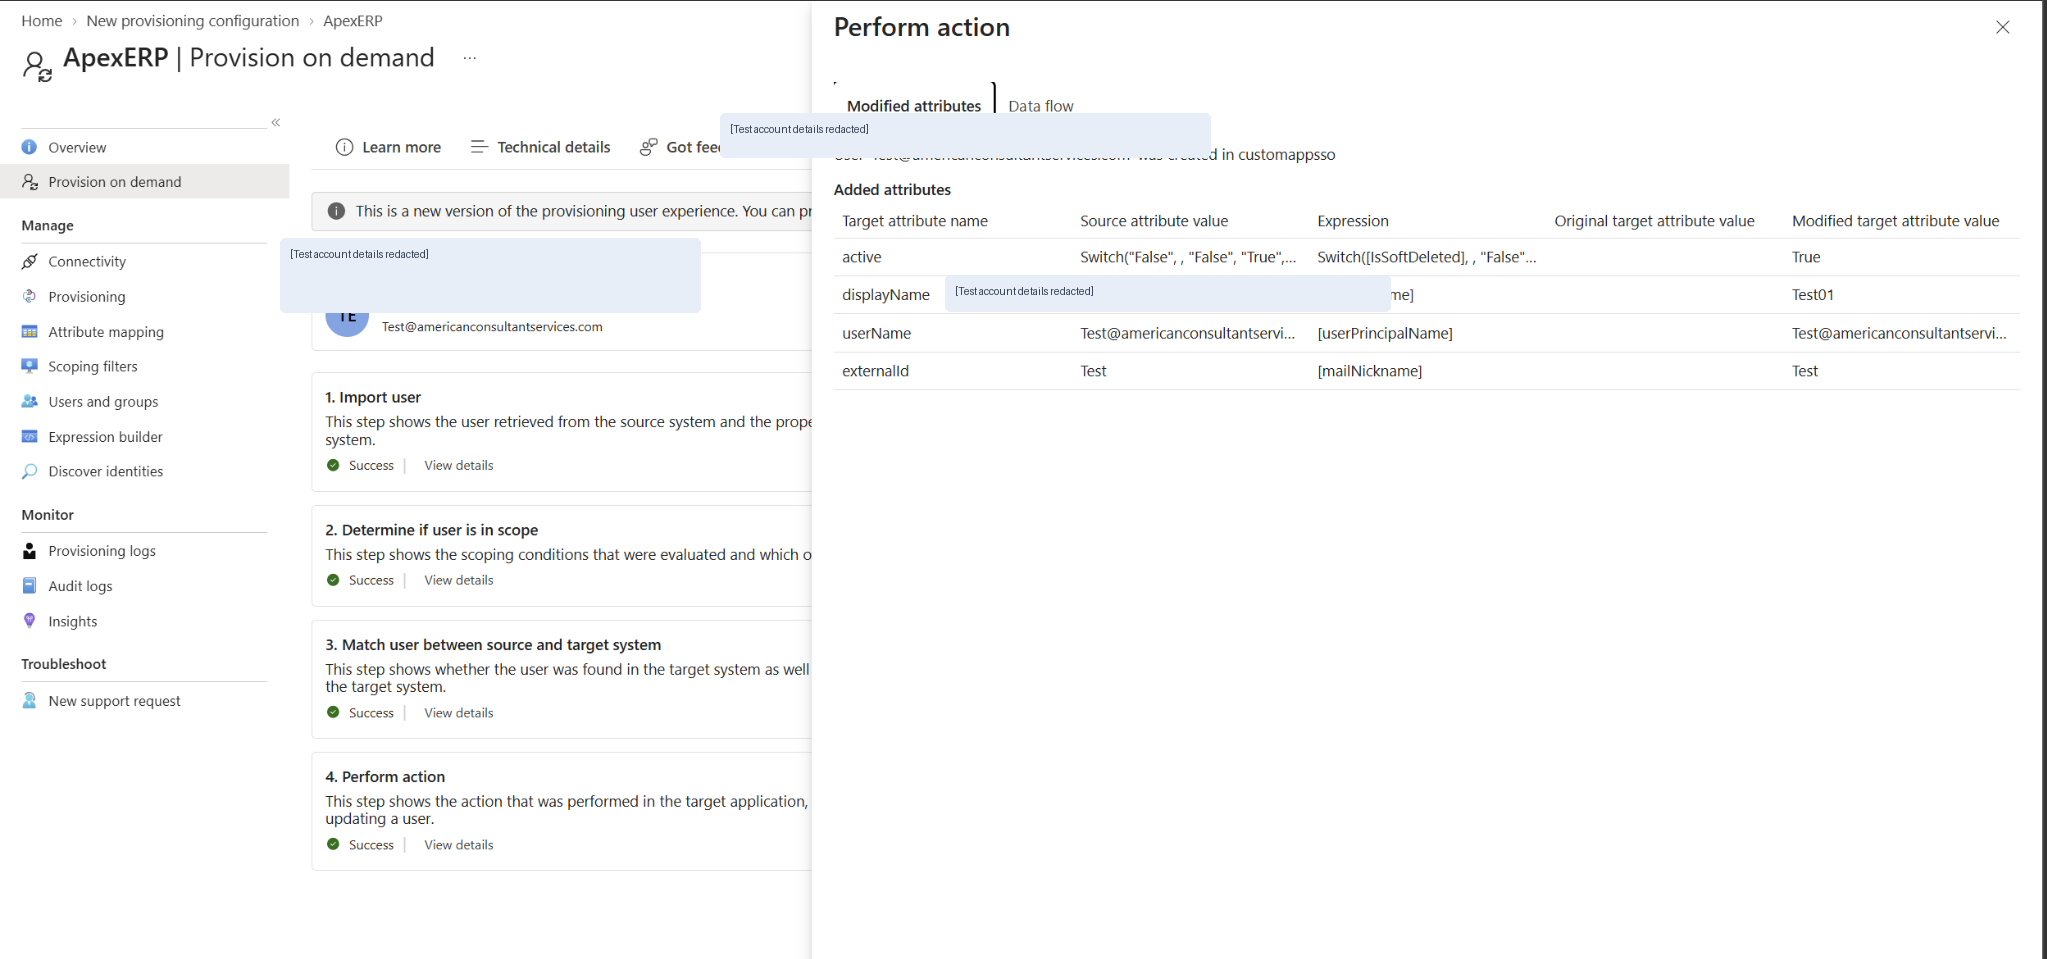 Home › New provisioning configuration › ApexERP
ApexERP | Provision on demand ...
«
Overview
Provision on demand
Manage
Connectivity
Provisioning
Attribute mapping
Scoping filters
Users and groups
Expression builder
Discover identities
Monitor
Provisioning logs
Audit logs
Insights
Troubleshoot
New support request
Learn more
Technical details
Got fee
This is a new version of the provisioning user experience. You can pr
[Test account details redacted]
TE
Test@americanconsultantservices.com
1. Import user
This step shows the user retrieved from the source system and the prope
system.
Success | View details
2. Determine if user is in scope
This step shows the scoping conditions that were evaluated and which o
Success | View details
3. Match user between source and target system
This step shows whether the user was found in the target system as well
the target system.
Success | View details
4. Perform action
This step shows the action that was performed in the target application,
updating a user.
Success | View details
Perform action
Modified attributes
Data flow
[Test account details redacted]
in customappsso
Added attributes
Target attribute name Source attribute value Expression Original target attribute value Modified target attribute value
active Switch("False", , "False", "True",... Switch([IsSoftDeleted], , "False"... True
displayName [Test account details redacted] me] Test01
userName Test@americanconsultantservi... [userPrincipalName] Test@americanconsultantservi...
externalId Test [mailNickname] Test